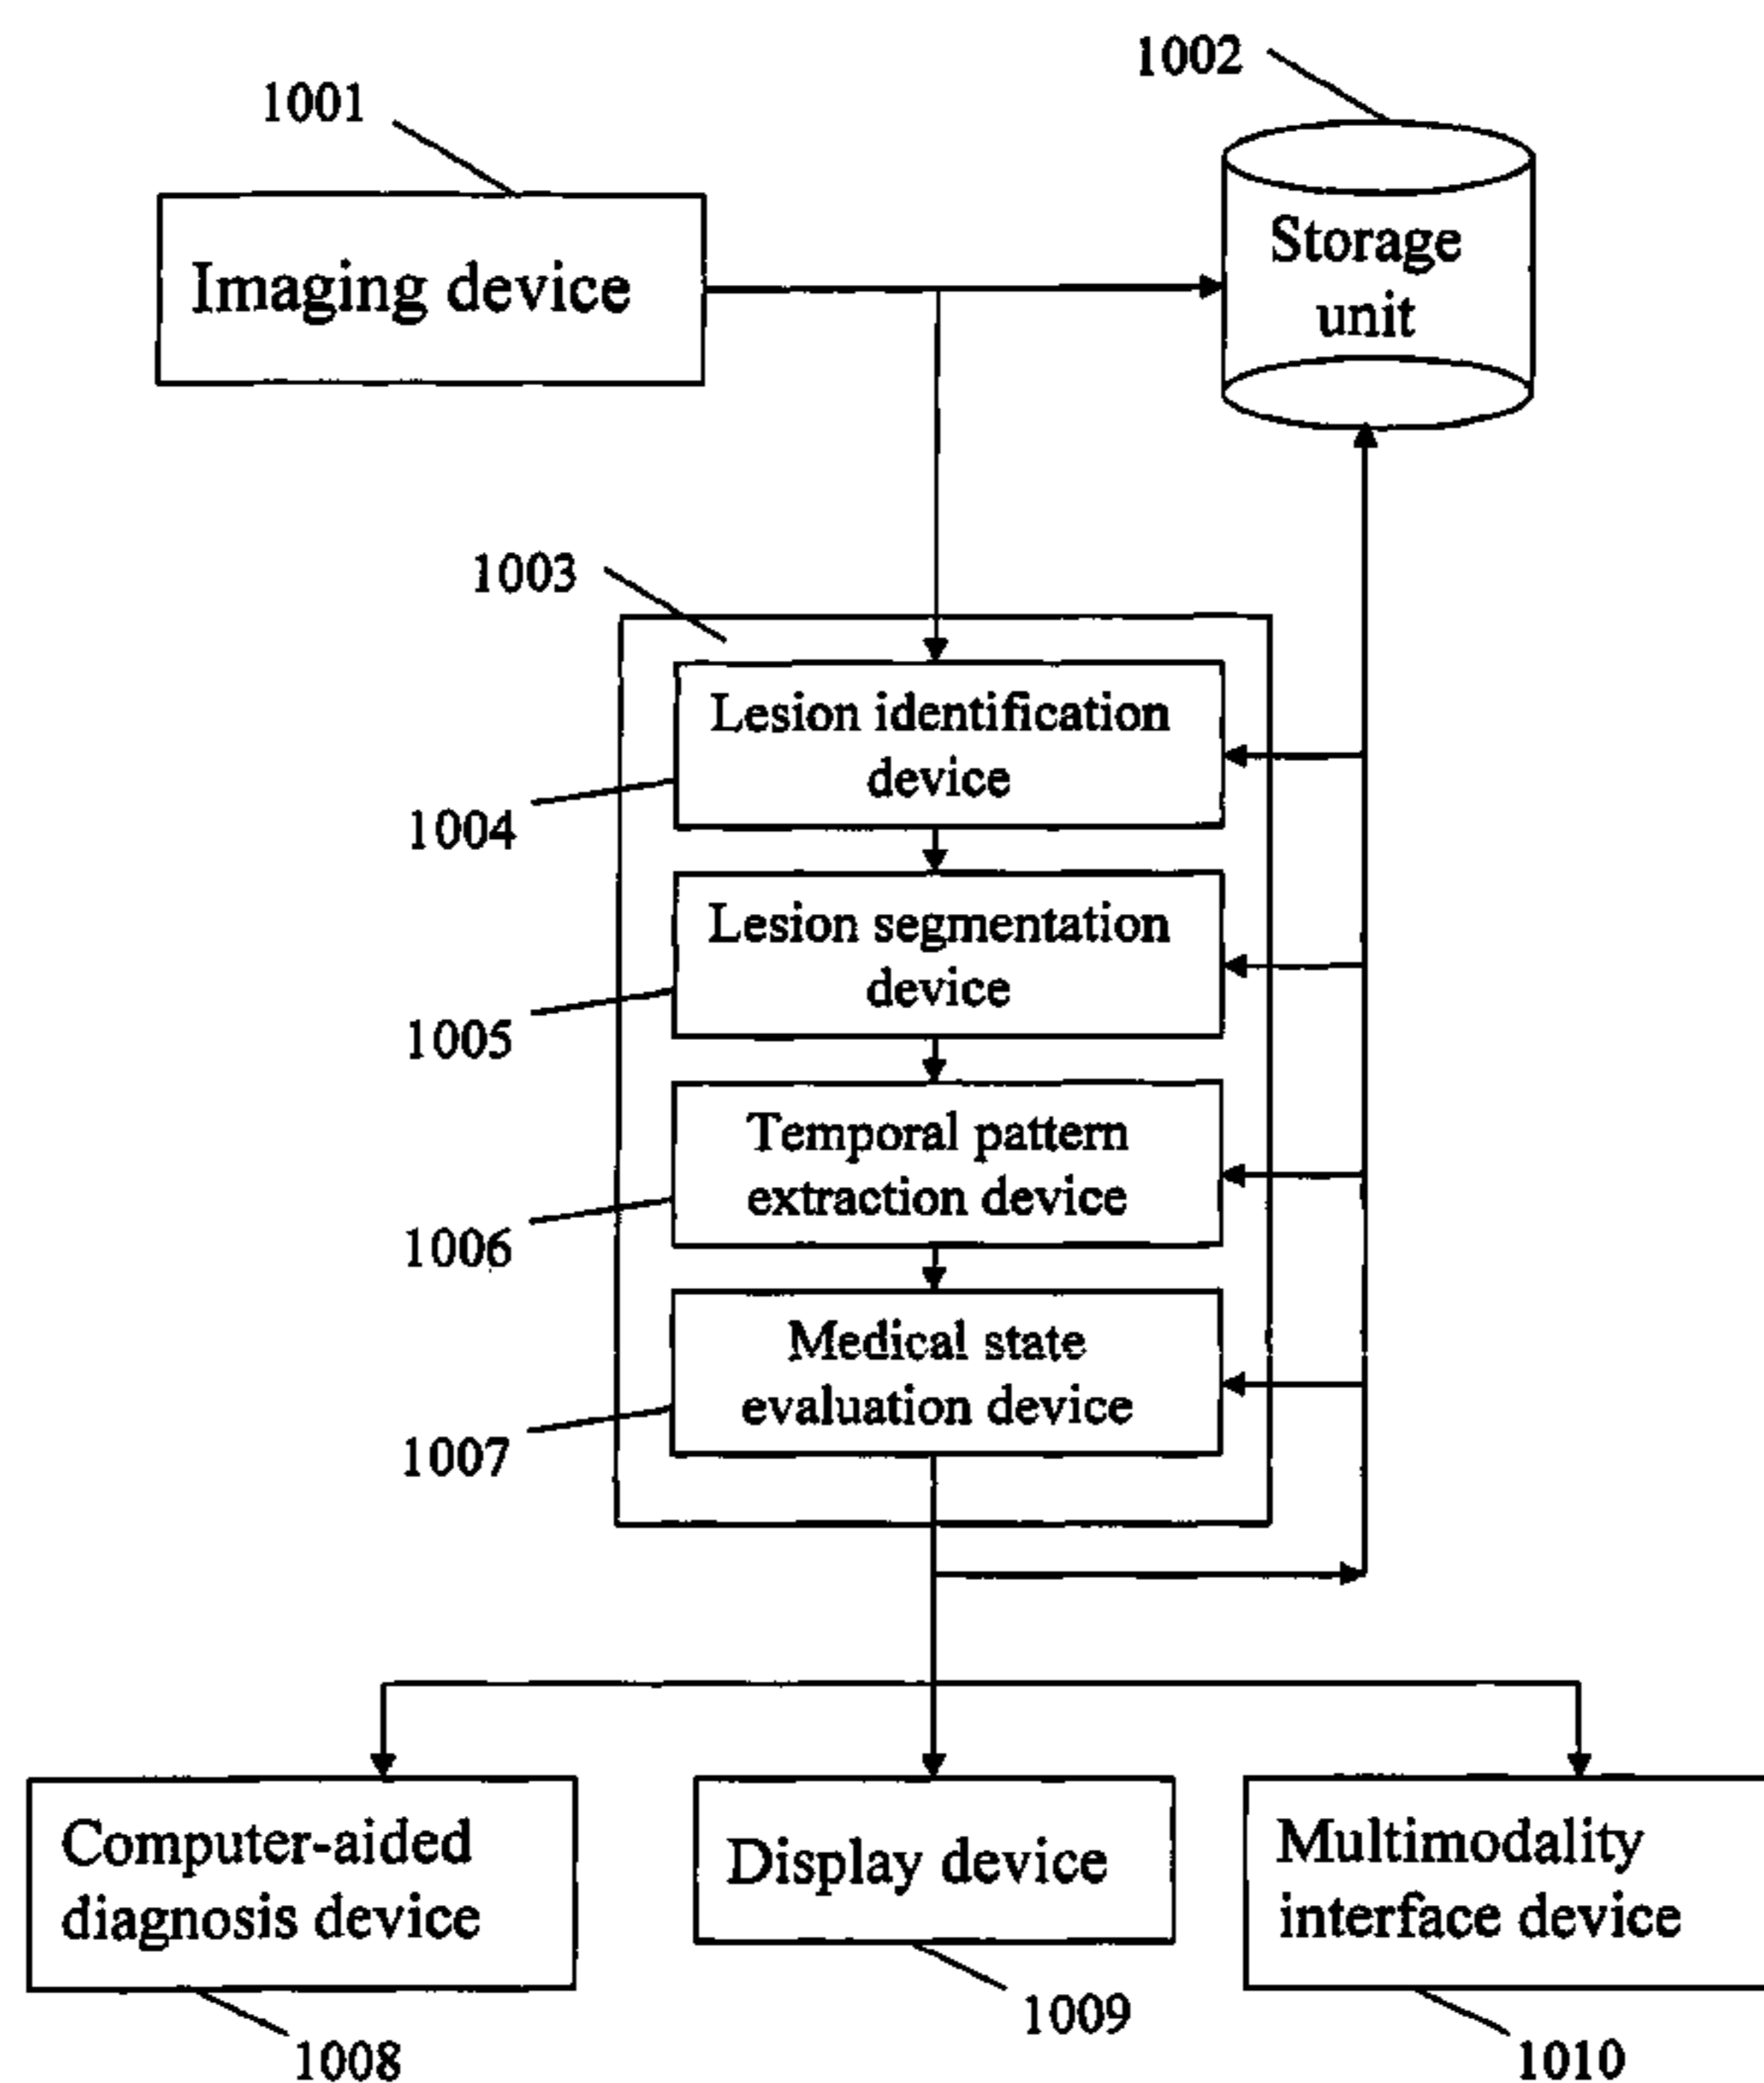 1002
1001
Imaging device
Storage
unit
1003
Lesion identification
device
1004
Lesion segmentation
device
1005
Temporal pattern
extraction device
1006
Medical state
evaluation device
1007
Computer-aided
diagnosis device
Display device
Multimodality
interface device
1009
1008
1010